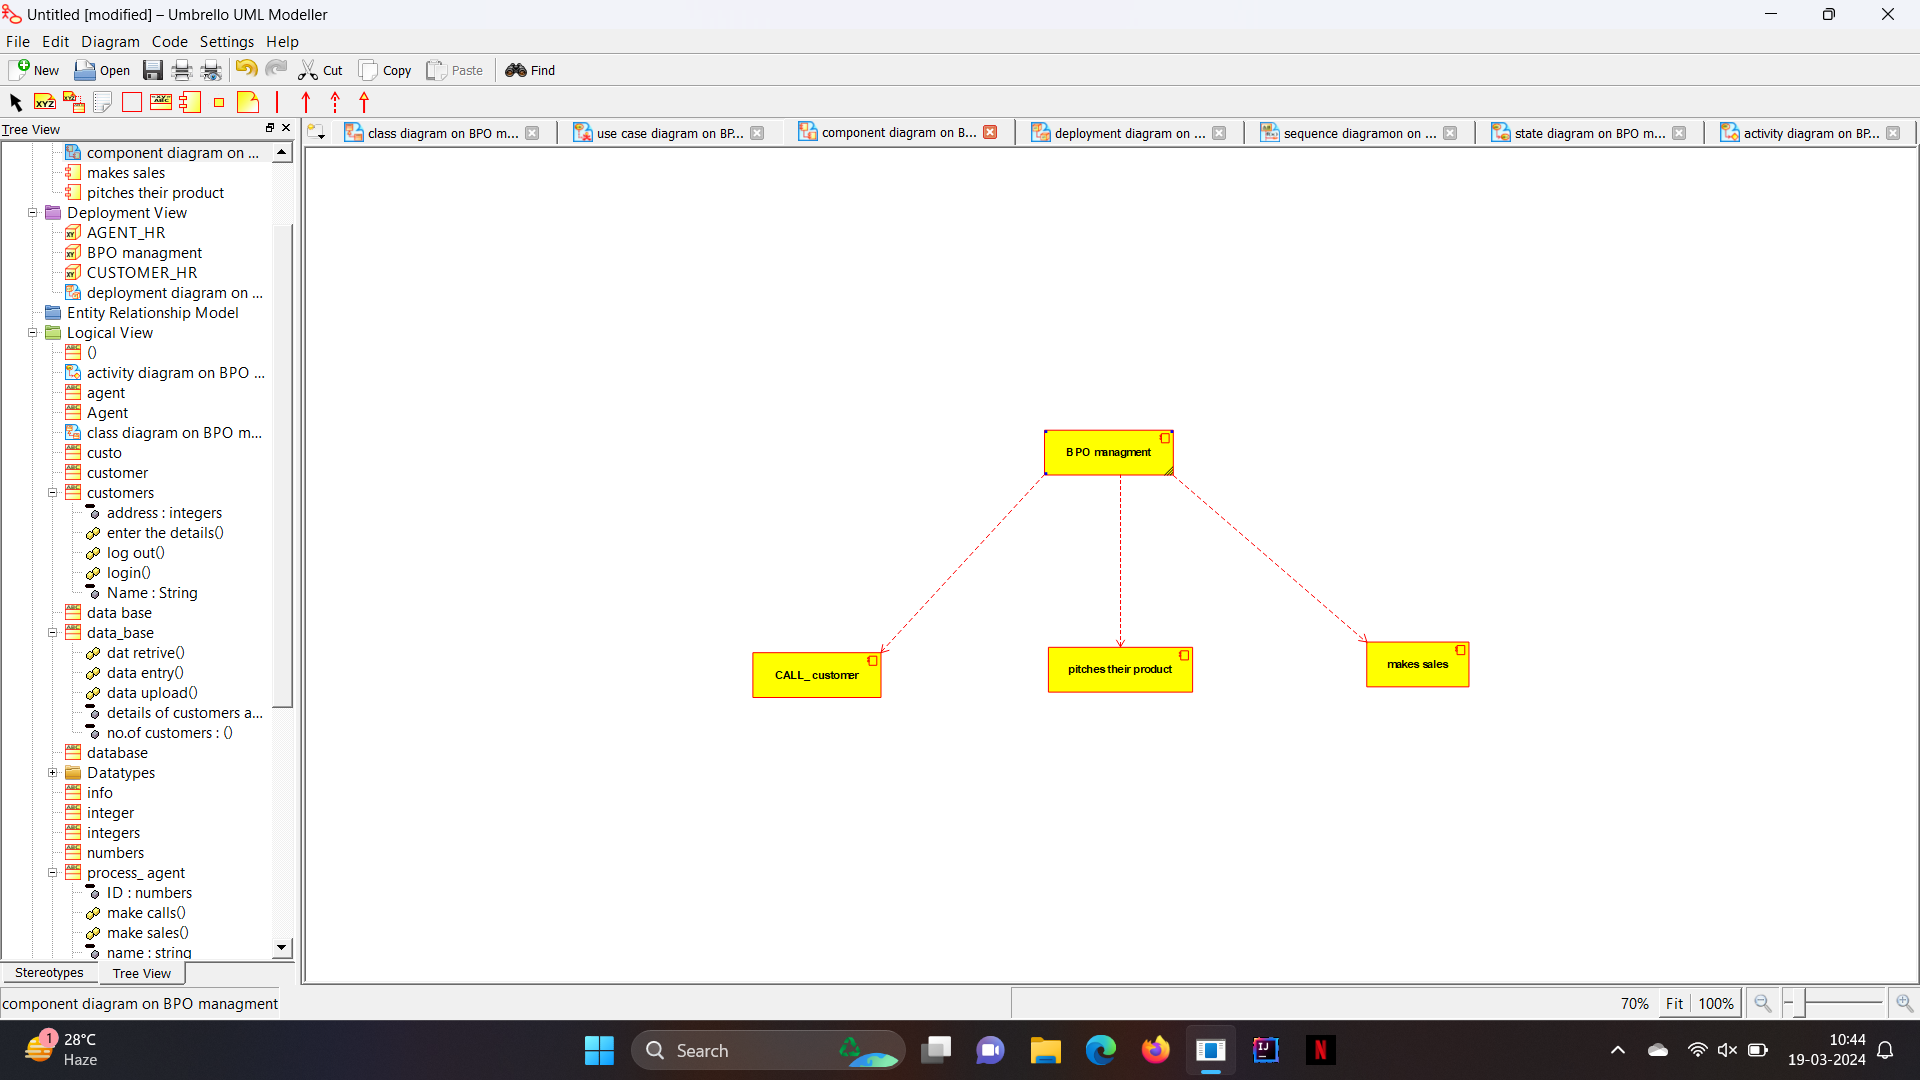 Untitled [modified] – Umbrello UML Modeller
File Edit Diagram Code Settings Help
New Open Cut Copy Paste Find
Tree View
class diagram on BPO m...
use case diagram on BP...
component diagram on B...
deployment diagram on ...
sequence diagramon on ...
state diagram on BPO m...
activity diagram on BP...
component diagram on ...
makes sales
pitches their product
Deployment View
AGENT_HR
BPO managment
CUSTOMER_HR
deployment diagram on ...
Entity Relationship Model
Logical View
()
activity diagram on BPO ...
agent
Agent
class diagram on BPO m...
custo
customer
customers
address : integers
enter the details()
log out()
login()
Name : String
data base
data_base
dat retrive()
data entry()
data upload()
details of customers a...
no.of customers : ()
database
Datatypes
info
integer
integers
numbers
process_ agent
ID : numbers
make calls()
make sales()
name : string
Stereotypes Tree View
BPO managment
CALL_ customer
pitches their product
makes sales
component diagram on BPO managment
70% Fit 100%
1
28°C
Haze
Search
10:44
19-03-2024